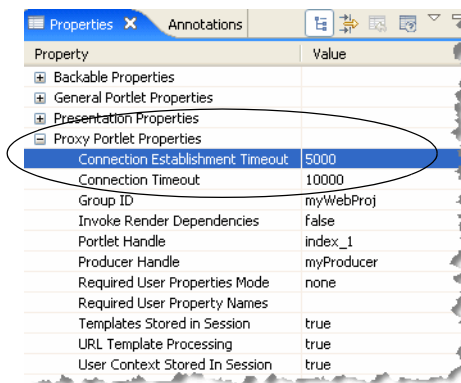 Properties Annotations
Property Value
Backable Properties
General Portlet Properties
Presentation Properties
Proxy Portlet Properties
Connection Establishment Timeout 5000
Connection Timeout 10000
Group ID myWebProj
Invoke Render Dependencies false
Portlet Handle index_1
Producer Handle myProducer
Required User Properties Mode none
Required User Property Names
Templates Stored in Session true
URL Template Processing true
User Context Stored In Session true